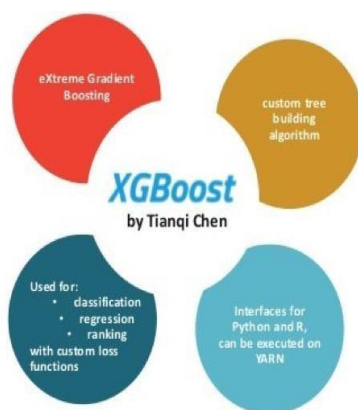 eXtreme Gradient
Boosting
custom tree
building
algorithm
XGBoost
by Tianqi Chen
Used for:
• classification
• regression
• ranking
with custom loss
functions
Interfaces for
Python and R,
can be executed on
YARN